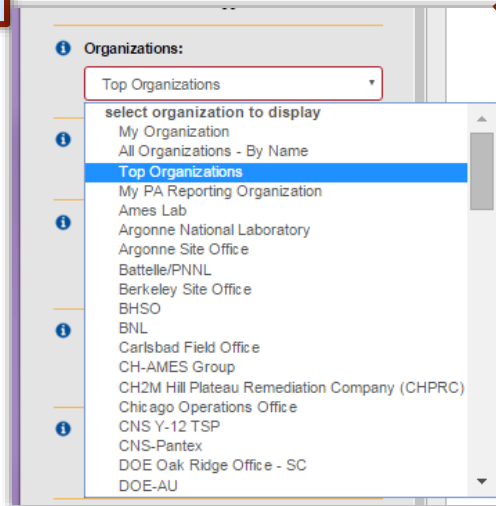 Organizations:
Top Organizations
select organization to display
My Organization
All Organizations - By Name
Top Organizations
My PA Reporting Organization
Ames Lab
Argonne National Laboratory
Argonne Site Office
Battelle/PNNL
Berkeley Site Office
BHSO
BNL
Carlsbad Field Office
CH-AMES Group
CH2M Hill Plateau Remediation Company (CHPRC)
Chicago Operations Office
CNS Y-12 TSP
CNS-Pantex
DOE Oak Ridge Office - SC
DOE-AU